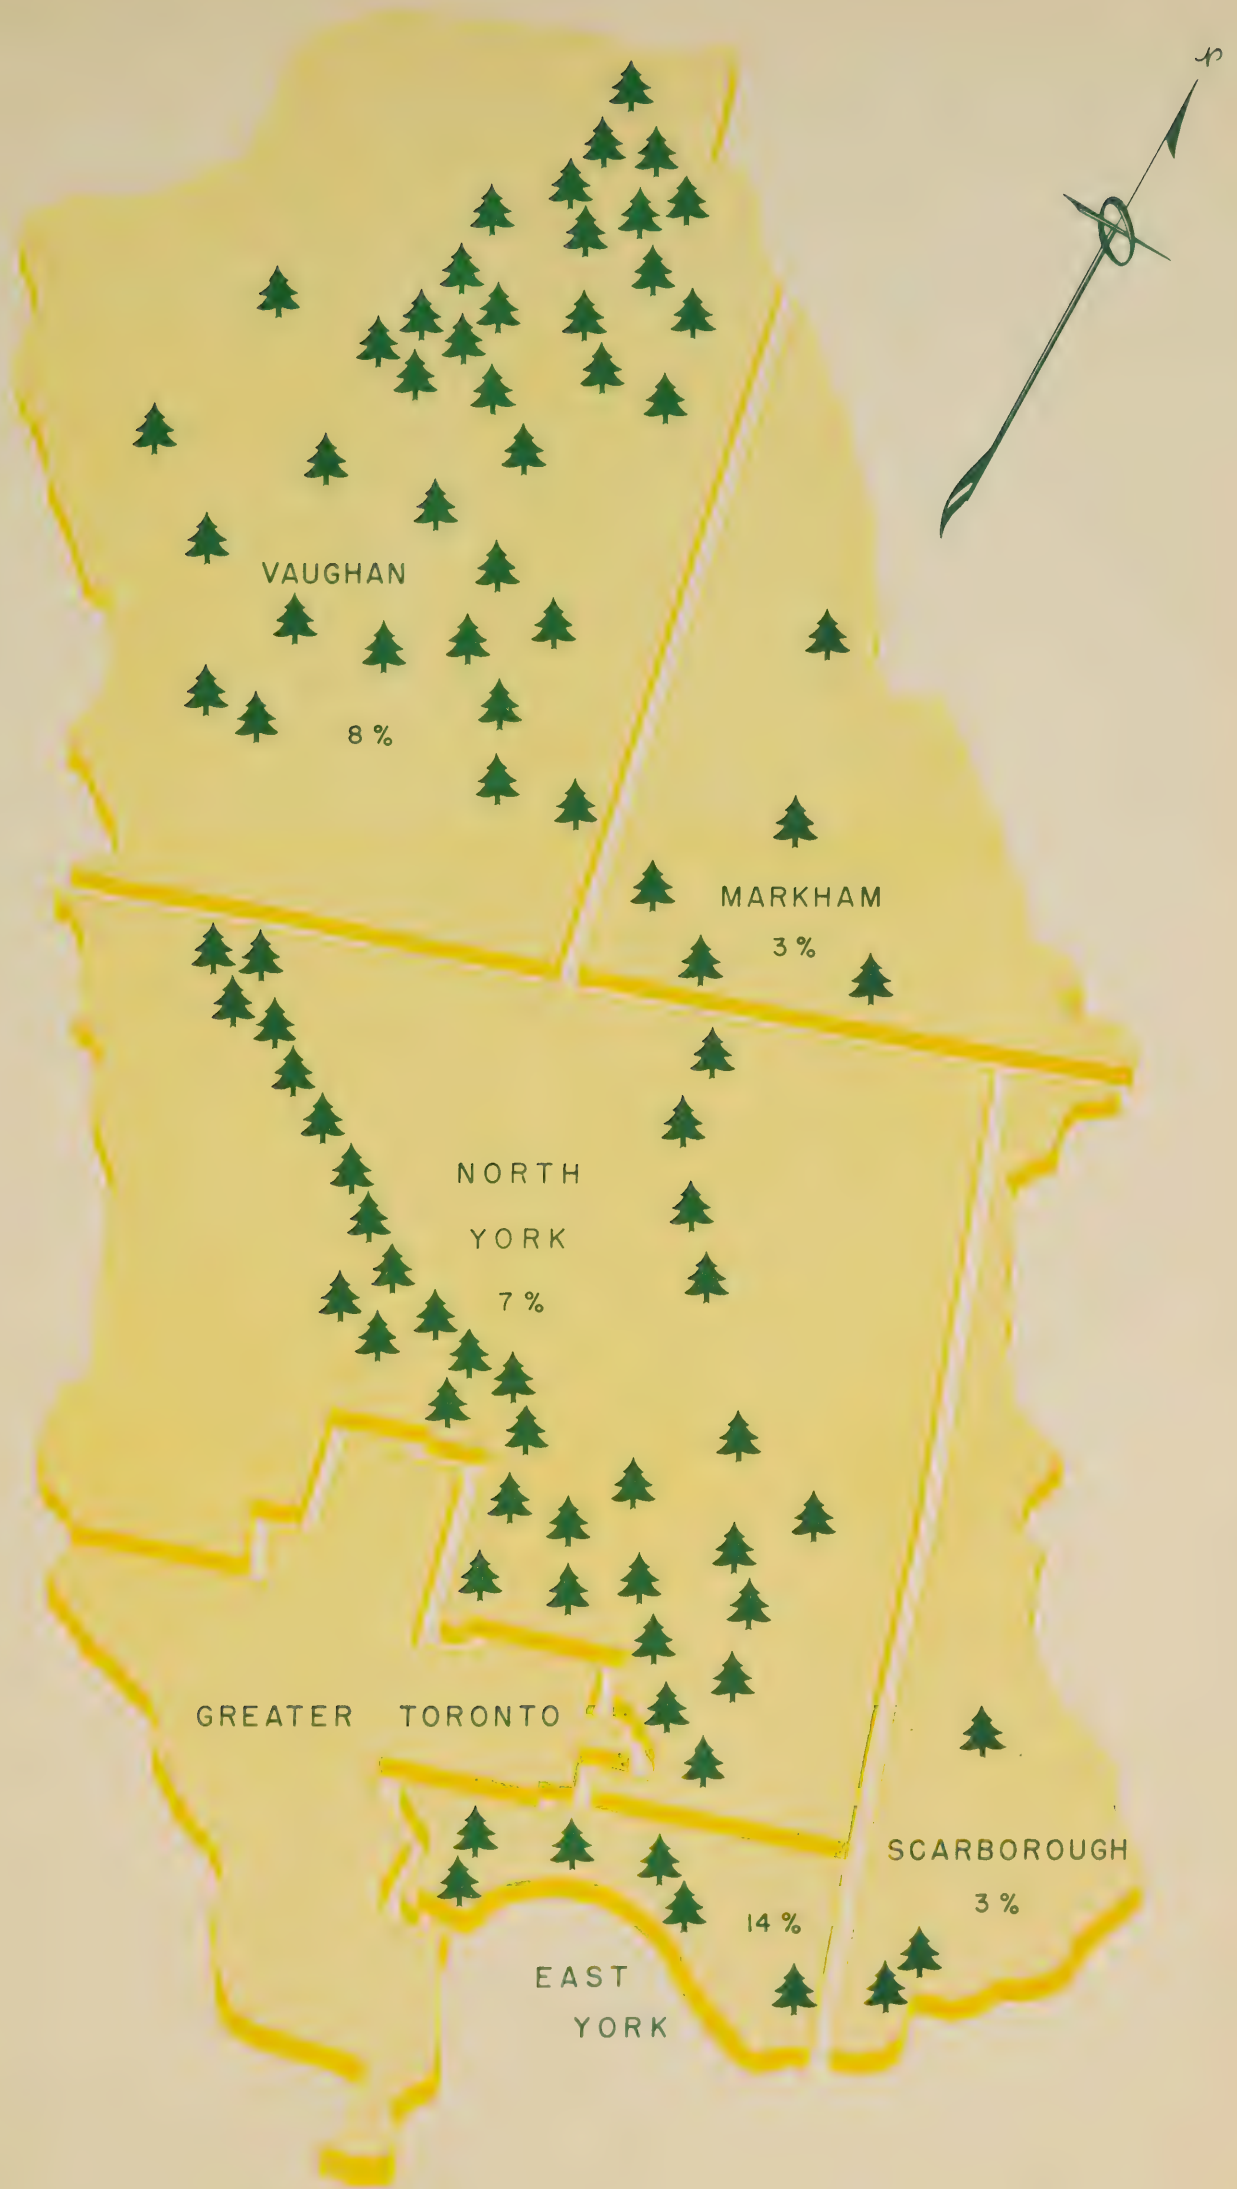 N
VAUGHAN
8 %
MARKHAM
3 %
NORTH
YORK
7 %
GREATER TORONTO
SCARBOROUGH
3 %
14 %
EAST
YORK